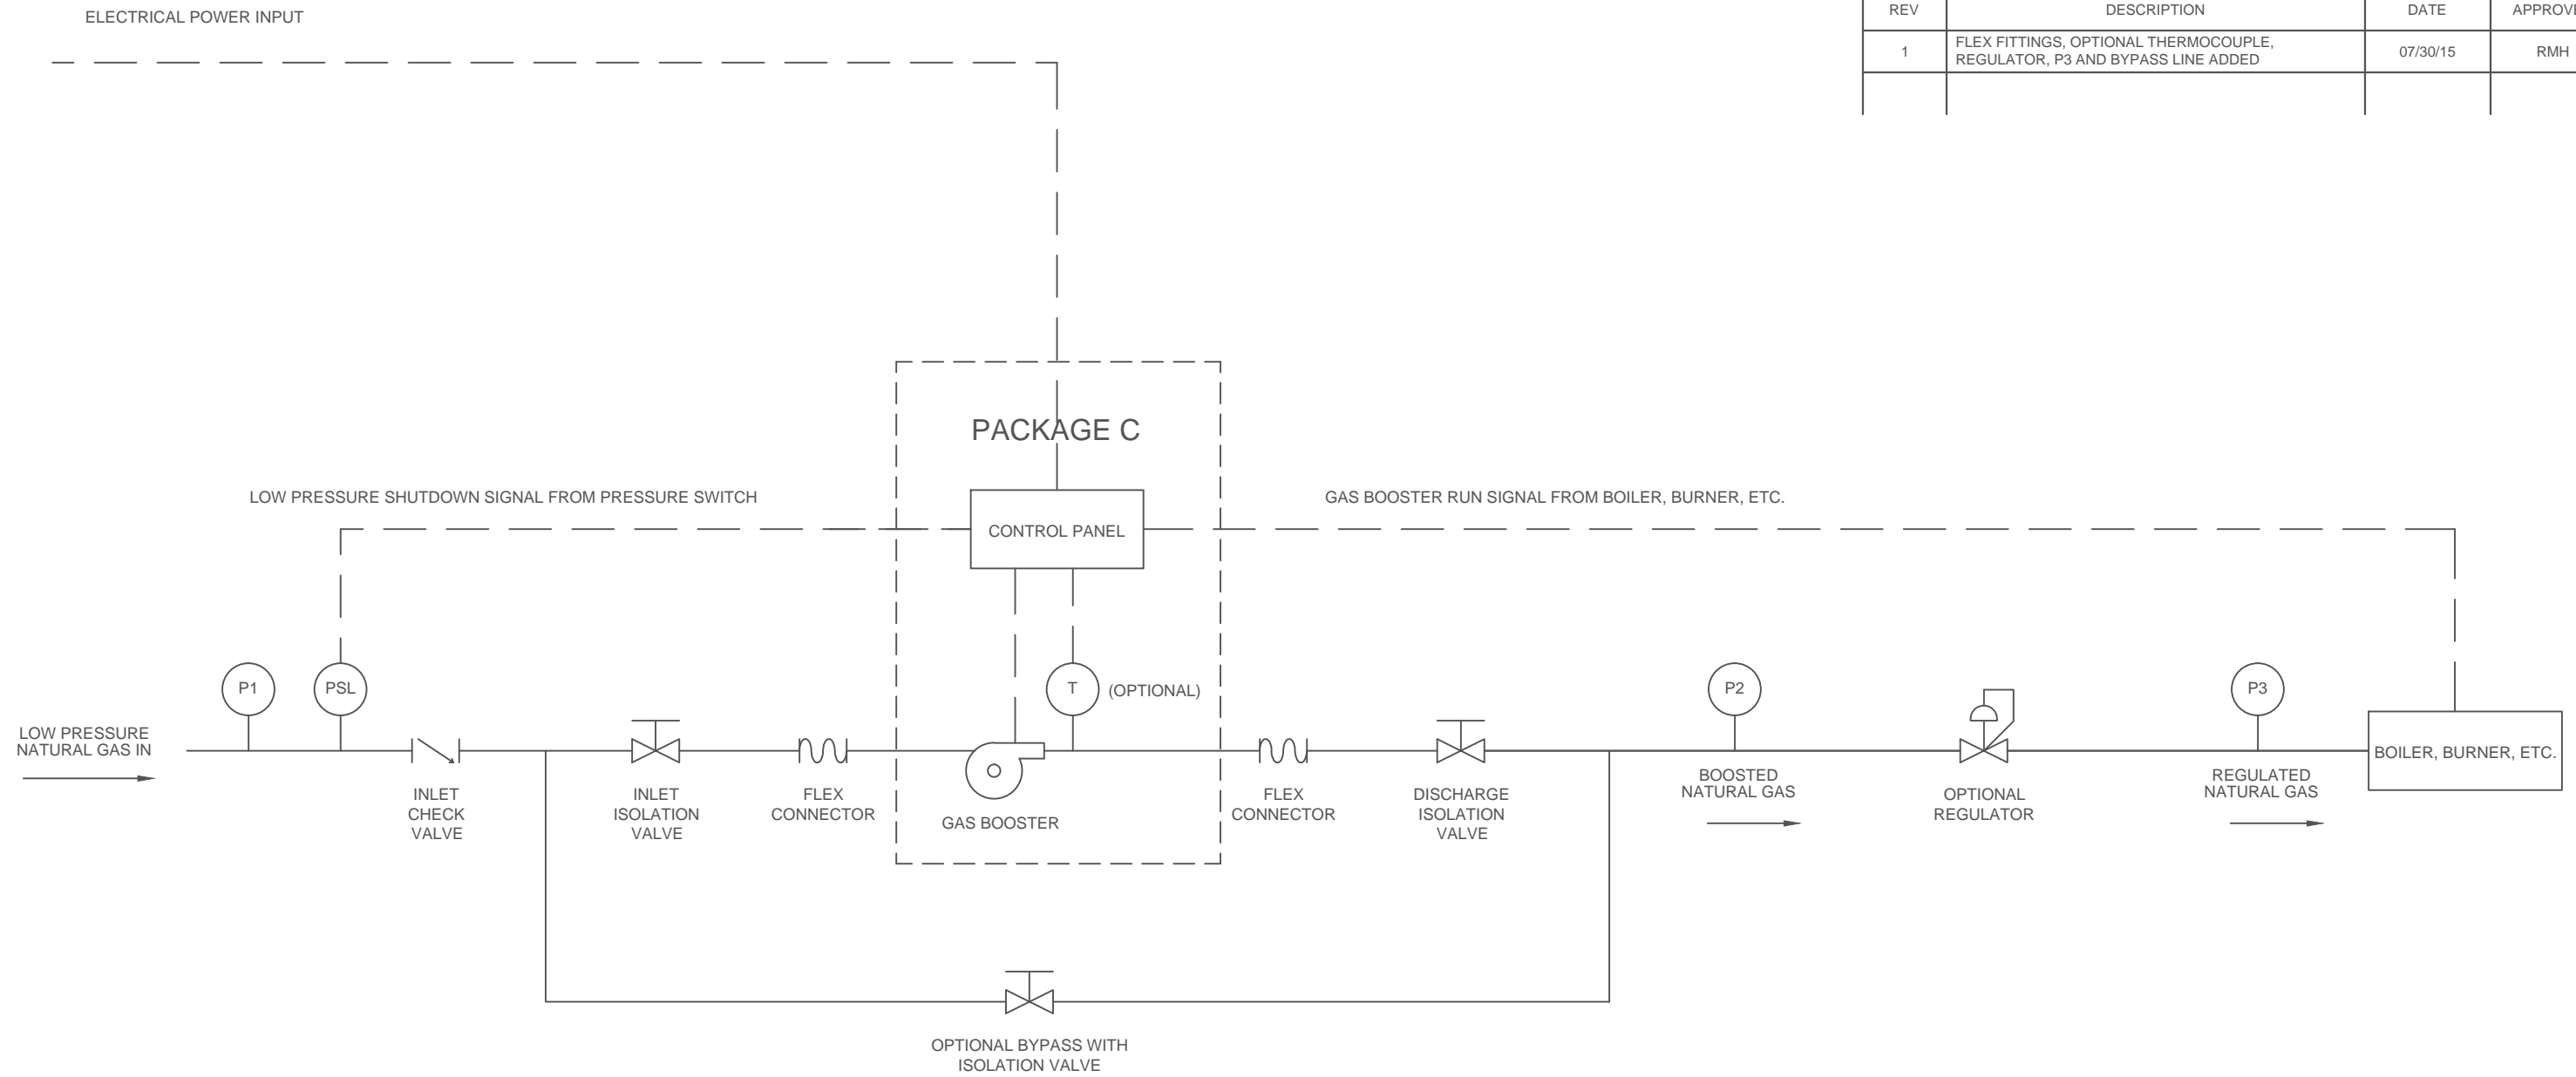 ELECTRICAL POWER INPUT
REV
DESCRIPTION
DATE
1
FLEX FITTINGS, OPTIONAL THERMOCOUPLE,
REGULATOR, P3 AND BYPASS LINE ADDED
07/30/15
RMH
PACKAGE C
LOW PRESSURE SHUTDOWN SIGNAL FROM PRESSURE SWITCH
GAS BOOSTER RUN SIGNAL FROM BOILER, BURNER, ETC.
CONTROL PANEL
P1
PSL
T
(OPTIONAL)
P2
P3
LOW PRESSURE
NATURAL GAS IN
BOILER, BURNER, ETC.
INLET
CHECK
VALVE
INLET
ISOLATION
VALVE
FLEX
CONNECTOR
GAS BOOSTER
FLEX
CONNECTOR
DISCHARGE
ISOLATION
VALVE
BOOSTED
NATURAL GAS
OPTIONAL
REGULATOR
REGULATED
NATURAL GAS
OPTIONAL BYPASS WITH
ISOLATION VALVE